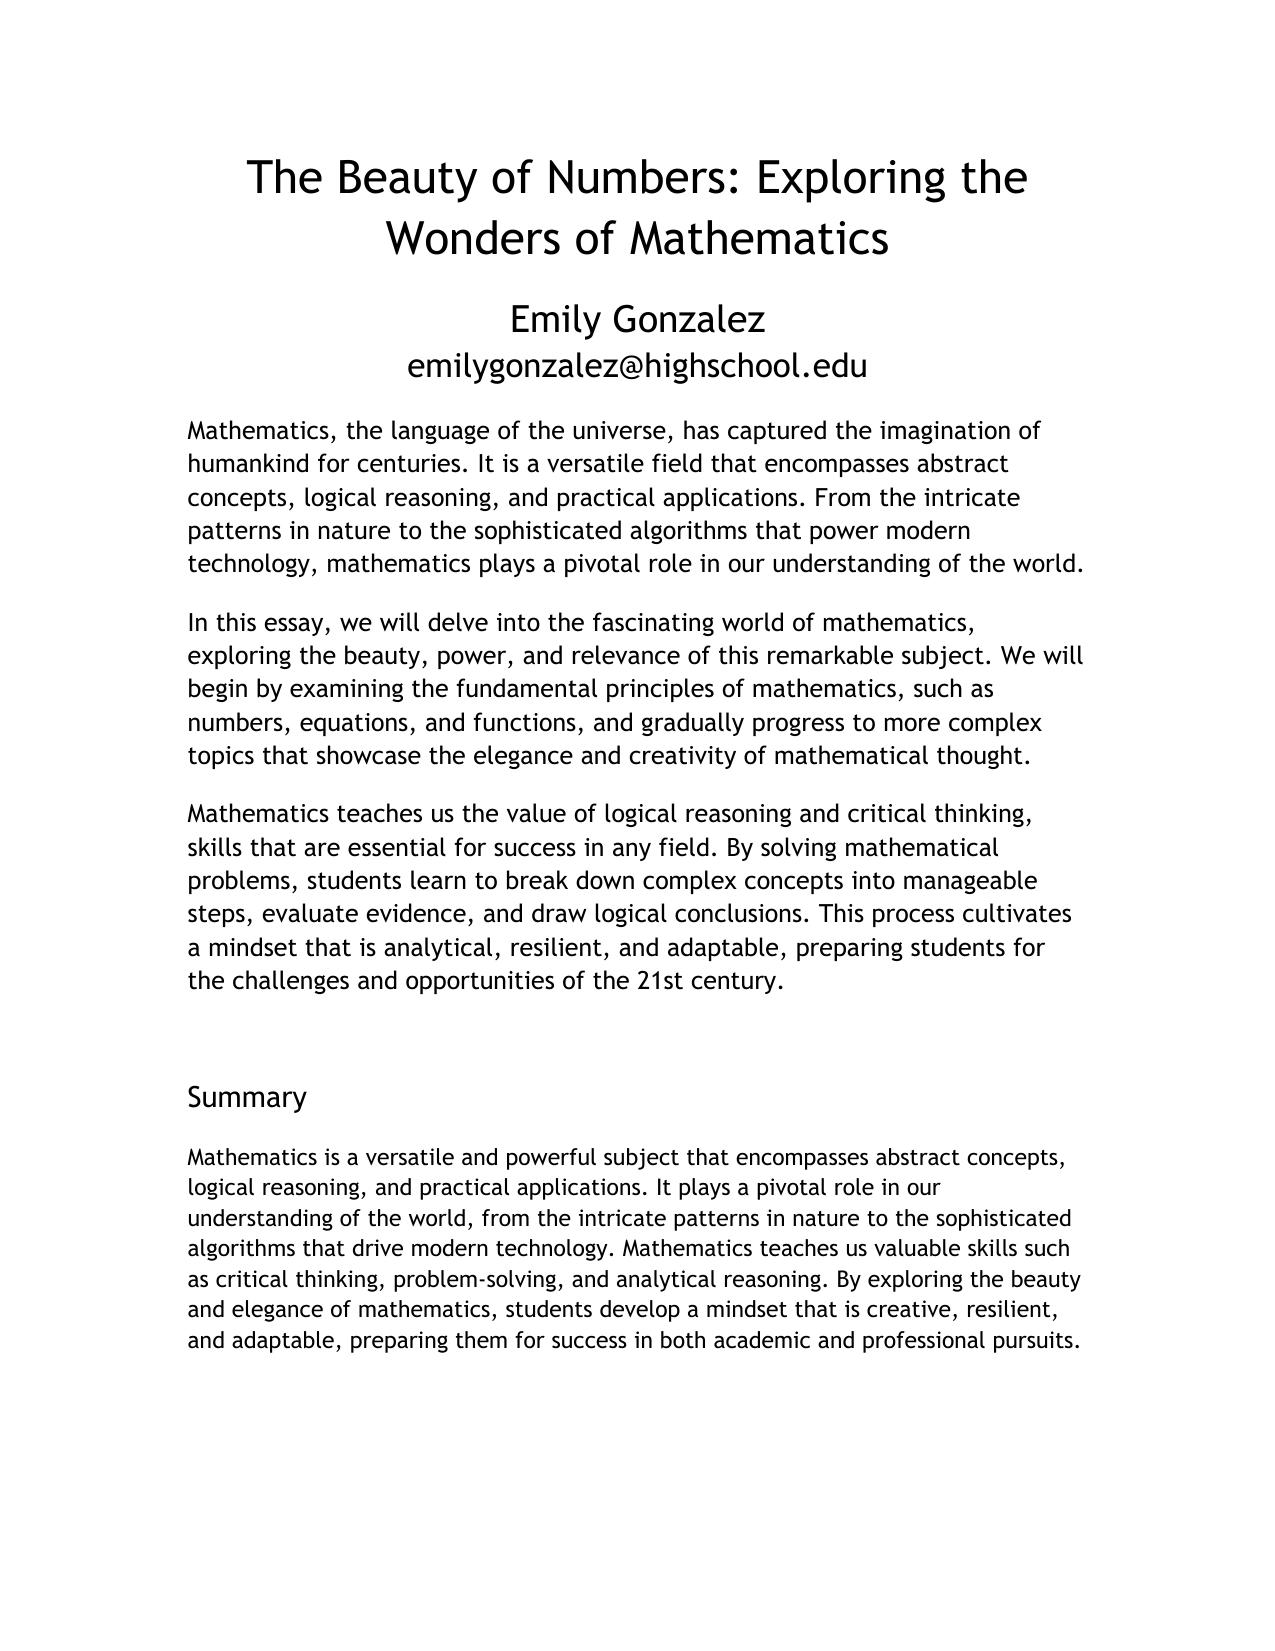 The Beauty of Numbers: Exploring the
Wonders of Mathematics
Emily Gonzalez
emilygonzalez@highschool.edu
Mathematics, the language of the universe, has captured the imagination of
humankind for centuries. It is a versatile field that encompasses abstract
concepts, logical reasoning, and practical applications. From the intricate
patterns in nature to the sophisticated algorithms that power modern
technology, mathematics plays a pivotal role in our understanding of the world.
In this essay, we will delve into the fascinating world of mathematics,
exploring the beauty, power, and relevance of this remarkable subject. We will
begin by examining the fundamental principles of mathematics, such as
numbers, equations, and functions, and gradually progress to more complex
topics that showcase the elegance and creativity of mathematical thought.
Mathematics teaches us the value of logical reasoning and critical thinking,
skills that are essential for success in any field. By solving mathematical
problems, students learn to break down complex concepts into manageable
steps, evaluate evidence, and draw logical conclusions. This process cultivates
a mindset that is analytical, resilient, and adaptable, preparing students for
the challenges and opportunities of the 21st century.
Summary
Mathematics is a versatile and powerful subject that encompasses abstract concepts,
logical reasoning, and practical applications. It plays a pivotal role in our
understanding of the world, from the intricate patterns in nature to the sophisticated
algorithms that drive modern technology. Mathematics teaches us valuable skills such
as critical thinking, problem-solving, and analytical reasoning. By exploring the beauty
and elegance of mathematics, students develop a mindset that is creative, resilient,
and adaptable, preparing them for success in both academic and professional pursuits.